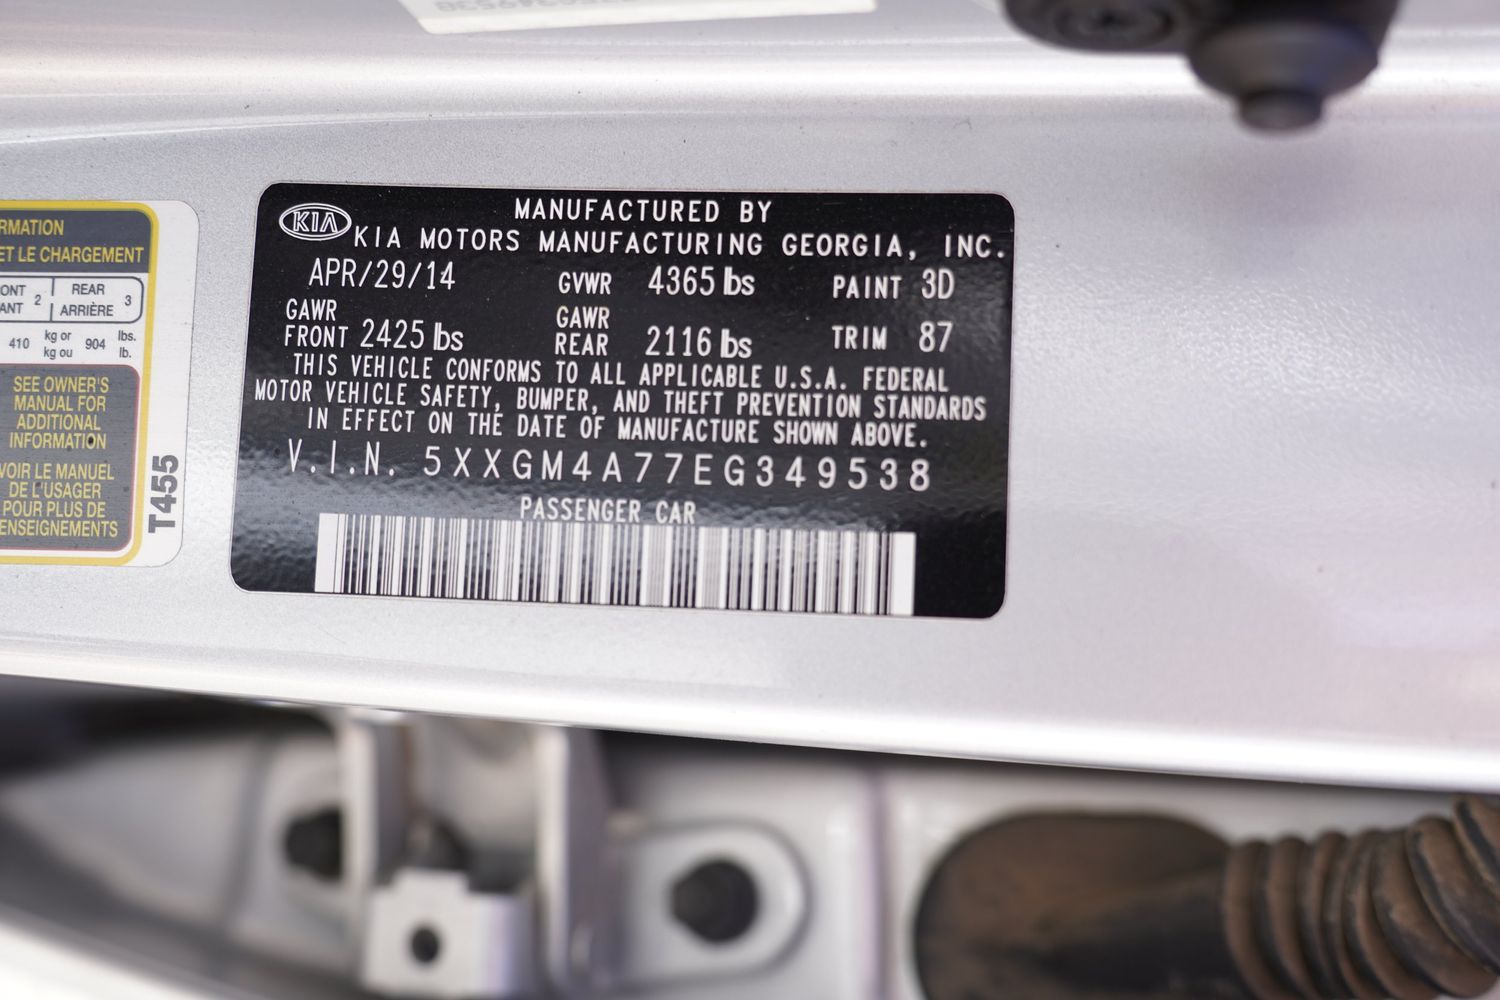 RMATION
ET LE CHARGEMENT
2 REAR 3
ARRIÈRE
410 kg or 904 lbs.
kg ou lb.
SEE OWNER'S
MANUAL FOR
ADDITIONAL
INFORMATION
VOIR LE MANUEL
DE L'USAGER
POUR PLUS DE
ENSEIGNEMENTS
T455
KIA
MANUFACTURED BY
KIA MOTORS MANUFACTURING GEORGIA, INC.
APR/29/14 GVWR 4365 lbs PAINT 3D
GAWR GAWR
FRONT 2425 lbs REAR 2116 lbs TRIM 87
THIS VEHICLE CONFORMS TO ALL APPLICABLE U.S.A. FEDERAL
MOTOR VEHICLE SAFETY, BUMPER, AND THEFT PREVENTION STANDARDS
IN EFFECT ON THE DATE OF MANUFACTURE SHOWN ABOVE.
V.I.N. 5XXGM4A77EG349538
PASSENGER CAR